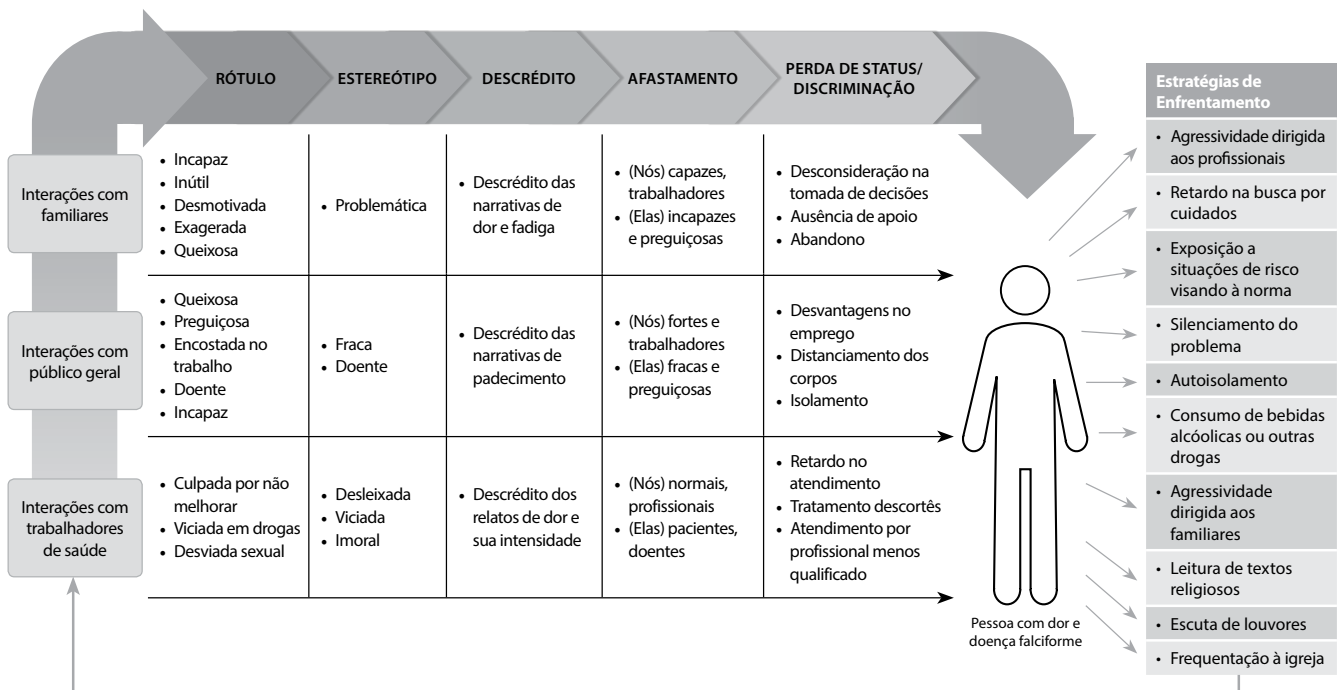 RÓTULO
ESTEREÓTIPO
DESCRÉDITO
AFASTAMENTO
PERDA DE STATUS/
DISCRIMINAÇÃO
Interações com
familiares
• Incapaz
• Inútil
• Desmotivada
• Exagerada
• Queixosa
• Problemática
• Descrédito das
narrativas de
dor e fadiga
• (Nós) capazes,
trabalhadores
• (Elas) incapazes
e preguiçosas
• Desconsideração na
tomada de decisões
• Ausência de apoio
• Abandono
Interações com
público geral
• Queixosa
• Preguiçosa
• Encostada no
trabalho
• Doente
• Incapaz
• Fraca
• Doente
• Descrédito das
narrativas de
padecimento
• (Nós) fortes e
trabalhadores
• (Elas) fracas e
preguiçosas
• Desvantagens no
emprego
• Distanciamento dos
corpos
• Isolamento
Interações com
trabalhadores
de saúde
• Culpada por não
melhorar
• Viciada em drogas
• Desviada sexual
• Desleixada
• Viciada
• Imoral
• Descrédito dos
relatos de dor e
sua intensidade
• (Nós) normais,
profissionais
• (Elas) pacientes,
doentes
• Retardo no
atendimento
• Tratamento descortês
• Atendimento por
profissional menos
qualificado
Pessoa com dor e
doença falciforme
Estratégias de
Enfrentamento
• Agressividade dirigida
aos profissionais
• Retardo na busca por
cuidados
• Exposição a
situações de risco
visando à norma
• Silenciamento do
problema
• Autoisolamento
• Consumo de bebidas
alcóolicas ou outras
drogas
• Agressividade
dirigida aos
familiares
• Leitura de textos
religiosos
• Escuta de louvores
• Frequentação à igreja